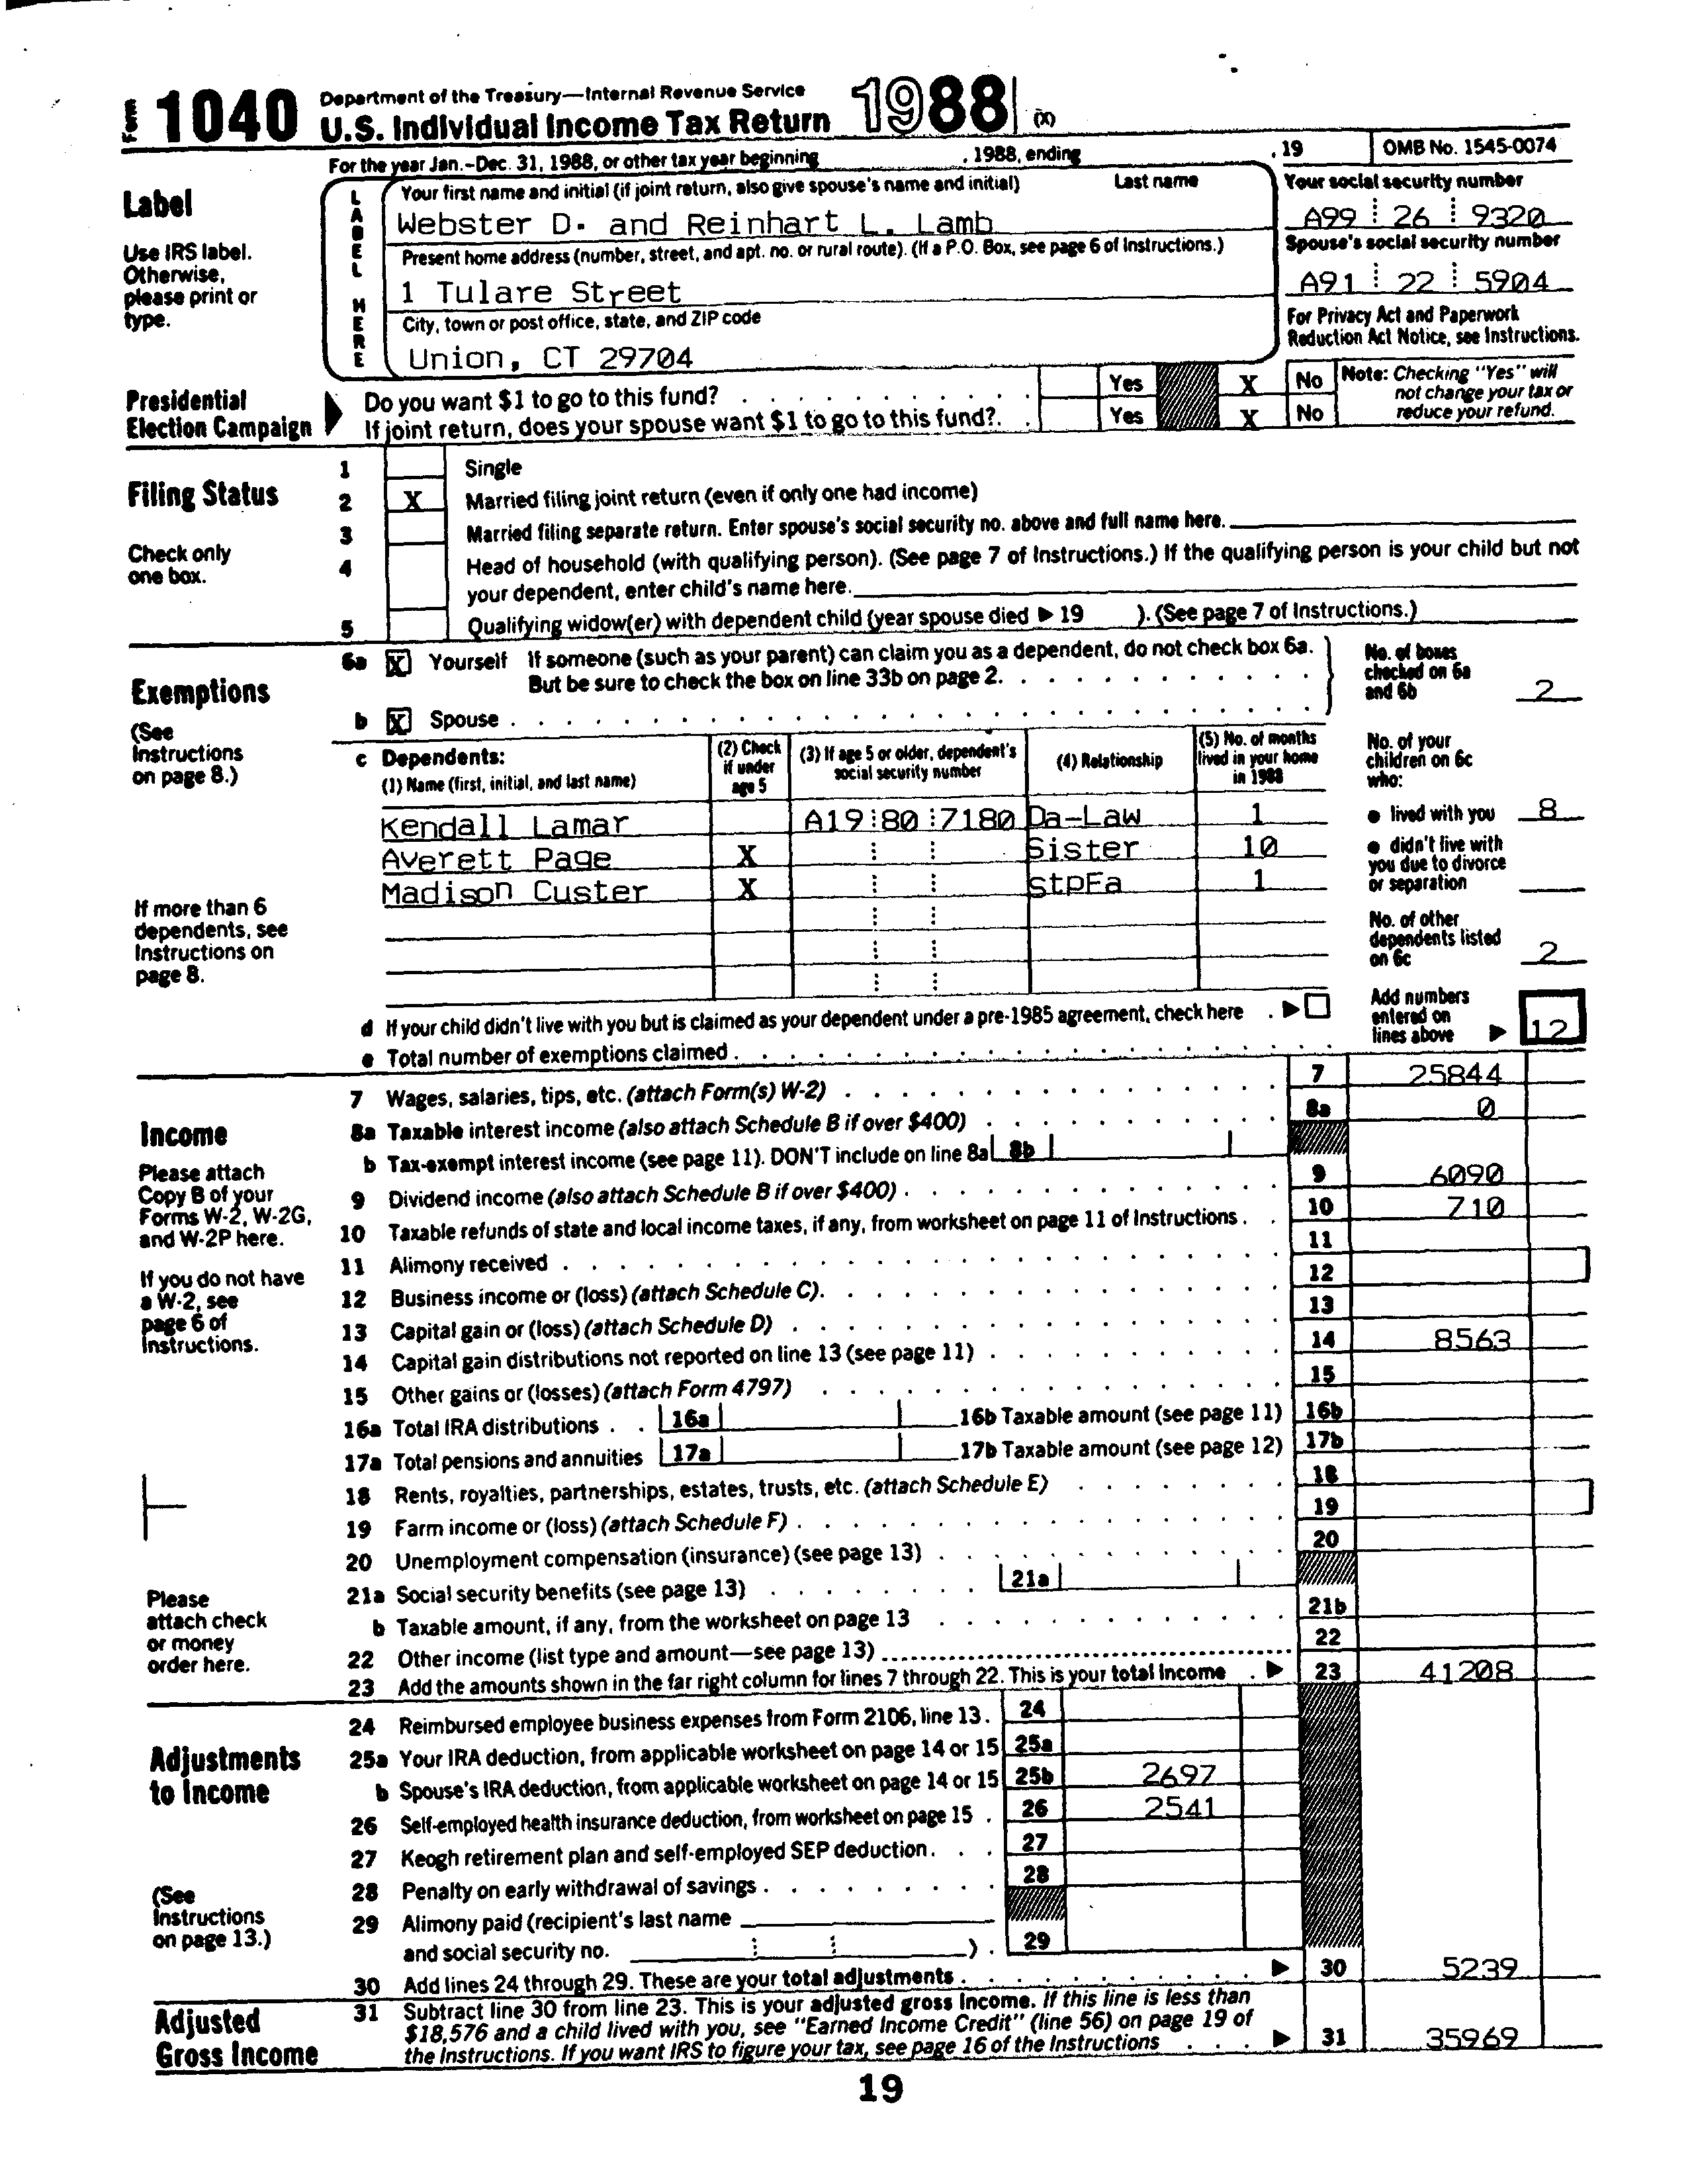 Form 1040 Department of the Treasury—Internal Revenue Service
U.S. Individual Income Tax Return 1988 (X)
For the year Jan.-Dec. 31, 1988, or other tax year beginning , 1988, ending , 19 OMB No. 1545-0074
Label
Use IRS label.
Otherwise,
please print or
type.
LABEL HERE
Your first name and initial (if joint return, also give spouse's name and initial) Last name
Webster D. and Reinhart L. Lamb
Present home address (number, street, and apt. no. or rural route). (If a P.O. Box, see page 6 of Instructions.)
1 Tulare Street
City, town or post office, state, and ZIP code
Union, CT 29704
Your social security number
A99 26 9320
Spouse's social security number
A91 22 5904
For Privacy Act and Paperwork
Reduction Act Notice, see Instructions.
Presidential
Election Campaign
Do you want $1 to go to this fund? Yes X No
If joint return, does your spouse want $1 to go to this fund? Yes X No
Note: Checking "Yes" will
not change your tax or
reduce your refund.
Filing Status
Check only
one box.
1 Single
2 X Married filing joint return (even if only one had income)
3 Married filing separate return. Enter spouse's social security no. above and full name here.
4 Head of household (with qualifying person). (See page 7 of Instructions.) If the qualifying person is your child but not
your dependent, enter child's name here.
5 Qualifying widow(er) with dependent child (year spouse died ▶ 19 ). (See page 7 of Instructions.)
Exemptions
(See
Instructions
on page 8.)
If more than 6
dependents, see
Instructions on
page 8.
6a X Yourself If someone (such as your parent) can claim you as a dependent, do not check box 6a.
But be sure to check the box on line 33b on page 2.
b X Spouse
No. of boxes
checked on 6a
and 6b 2
c Dependents:
(1) Name (first, initial, and last name)
(2) Check
if under
age 5
(3) If age 5 or older, dependent's
social security number
(4) Relationship
(5) No. of months
lived in your home
in 1988
Kendall Lamar A19 80 7180 Da-Law 1
Averett Page X Sister 10
Madison Custer X stpFa 1
No. of your
children on 6c
who:
● lived with you 8
● didn't live with
you due to divorce
or separation
No. of other
dependents listed
on 6c 2
Add numbers
entered on
lines above ▶ 12
d If your child didn't live with you but is claimed as your dependent under a pre-1985 agreement, check here ▶
e Total number of exemptions claimed
Income
Please attach
Copy B of your
Forms W-2, W-2G,
and W-2P here.
If you do not have
a W-2, see
page 6 of
Instructions.
Please
attach check
or money
order here.
7 Wages, salaries, tips, etc. (attach Form(s) W-2) 7 25844
8a Taxable interest income (also attach Schedule B if over $400) 8a 0
b Tax-exempt interest income (see page 11). DON'T include on line 8a 8b
9 Dividend income (also attach Schedule B if over $400) 9 6090
10 Taxable refunds of state and local income taxes, if any, from worksheet on page 11 of Instructions 10 710
11 Alimony received 11
12 Business income or (loss) (attach Schedule C) 12
13 Capital gain or (loss) (attach Schedule D) 13
14 Capital gain distributions not reported on line 13 (see page 11) 14 8563
15 Other gains or (losses) (attach Form 4797) 15
16a Total IRA distributions 16a 16b Taxable amount (see page 11) 16b
17a Total pensions and annuities 17a 17b Taxable amount (see page 12) 17b
18 Rents, royalties, partnerships, estates, trusts, etc. (attach Schedule E) 18
19 Farm income or (loss) (attach Schedule F) 19
20 Unemployment compensation (insurance) (see page 13) 20
21a Social security benefits (see page 13) 21a
b Taxable amount, if any, from the worksheet on page 13 21b
22 Other income (list type and amount—see page 13) 22
23 Add the amounts shown in the far right column for lines 7 through 22. This is your total income ▶ 23 41208
Adjustments
to Income
(See
Instructions
on page 13.)
24 Reimbursed employee business expenses from Form 2106, line 13. 24
25a Your IRA deduction, from applicable worksheet on page 14 or 15 25a
b Spouse's IRA deduction, from applicable worksheet on page 14 or 15 25b 2697
26 Self-employed health insurance deduction, from worksheet on page 15 26 2541
27 Keogh retirement plan and self-employed SEP deduction 27
28 Penalty on early withdrawal of savings 28
29 Alimony paid (recipient's last name
and social security no. ) 29
30 Add lines 24 through 29. These are your total adjustments ▶ 30 5239
Adjusted
Gross Income
31 Subtract line 30 from line 23. This is your adjusted gross income. If this line is less than
$18,576 and a child lived with you, see "Earned Income Credit" (line 56) on page 19 of
the Instructions. If you want IRS to figure your tax, see page 16 of the Instructions ▶ 31 35969
19